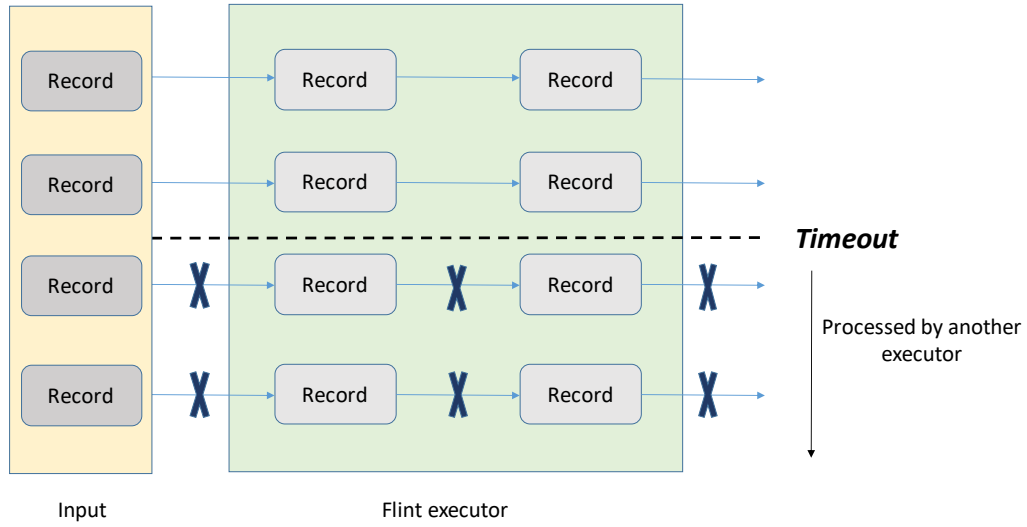 Record Record Record
Record Record Record
Timeout
Record Record Record
Processed by another
executor
Record Record Record
Input Flint executor